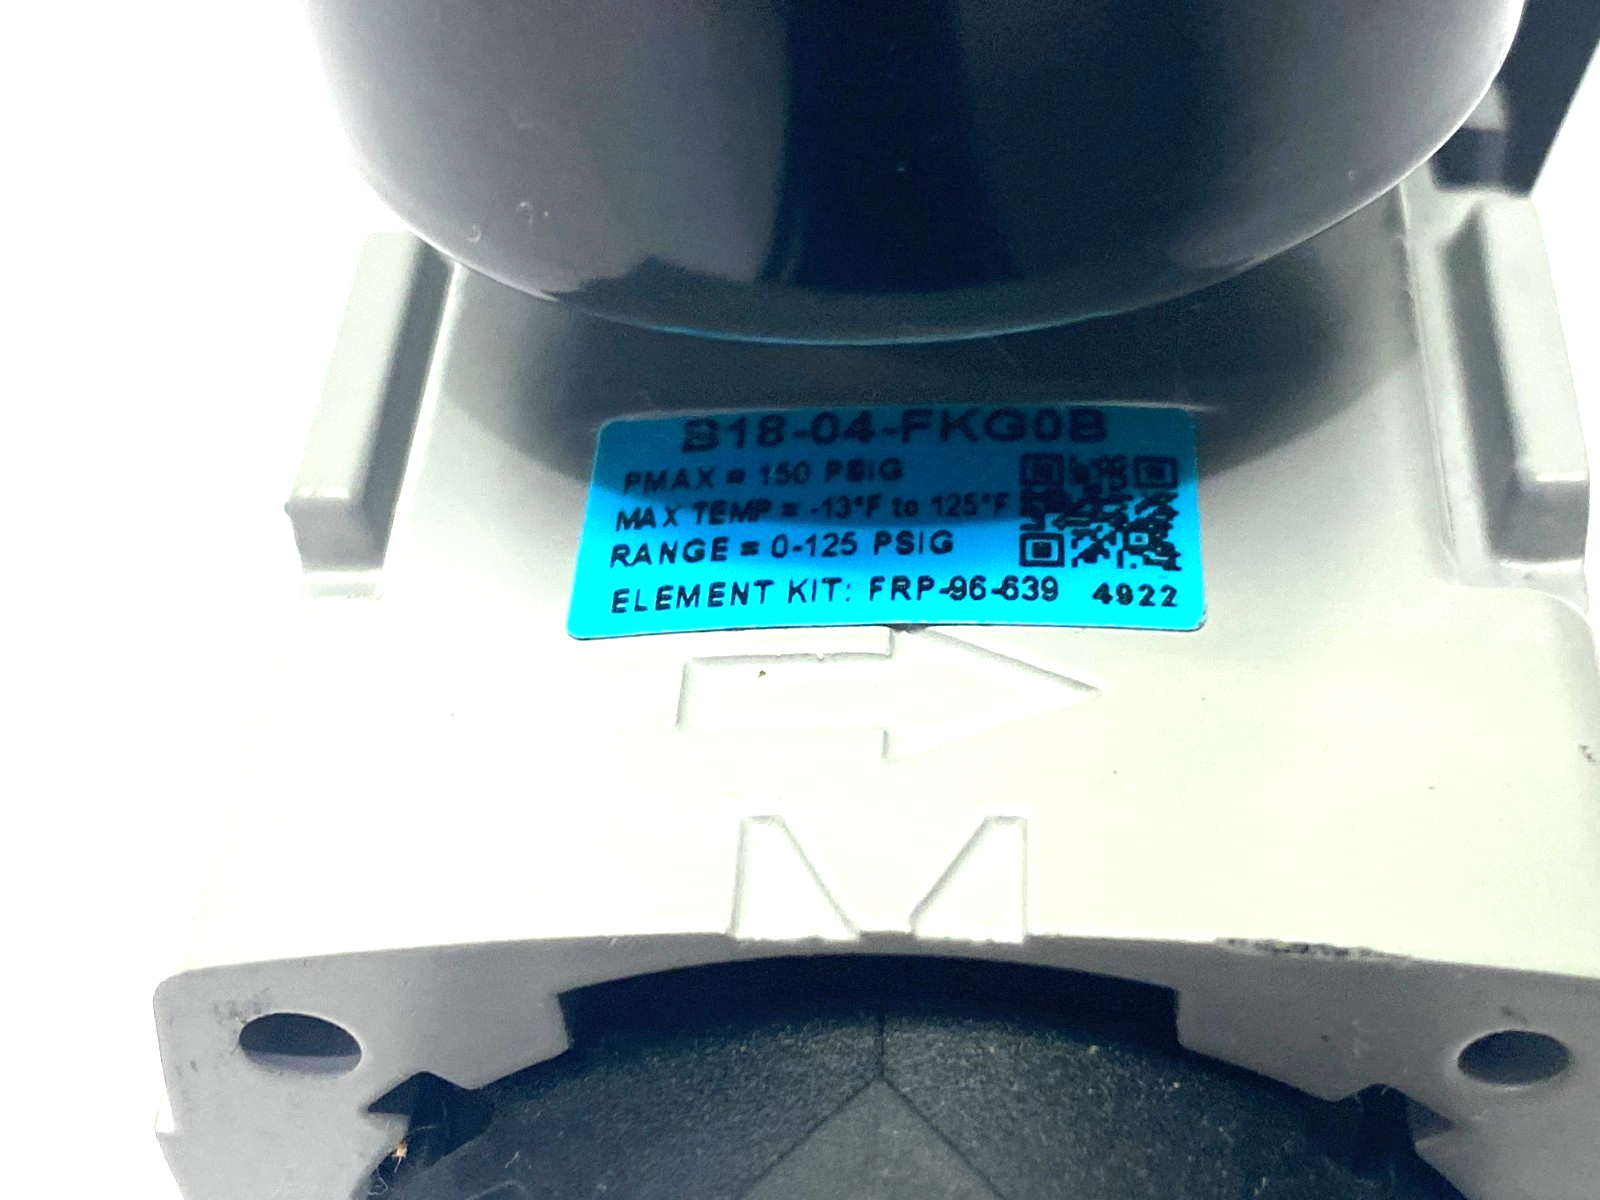 B18-04-FKG0B
PMAX = 150 PSIG
MAX TEMP = -13°F to 125°F
RANGE = 0-125 PSIG
ELEMENT KIT: FRP-96-639 4922